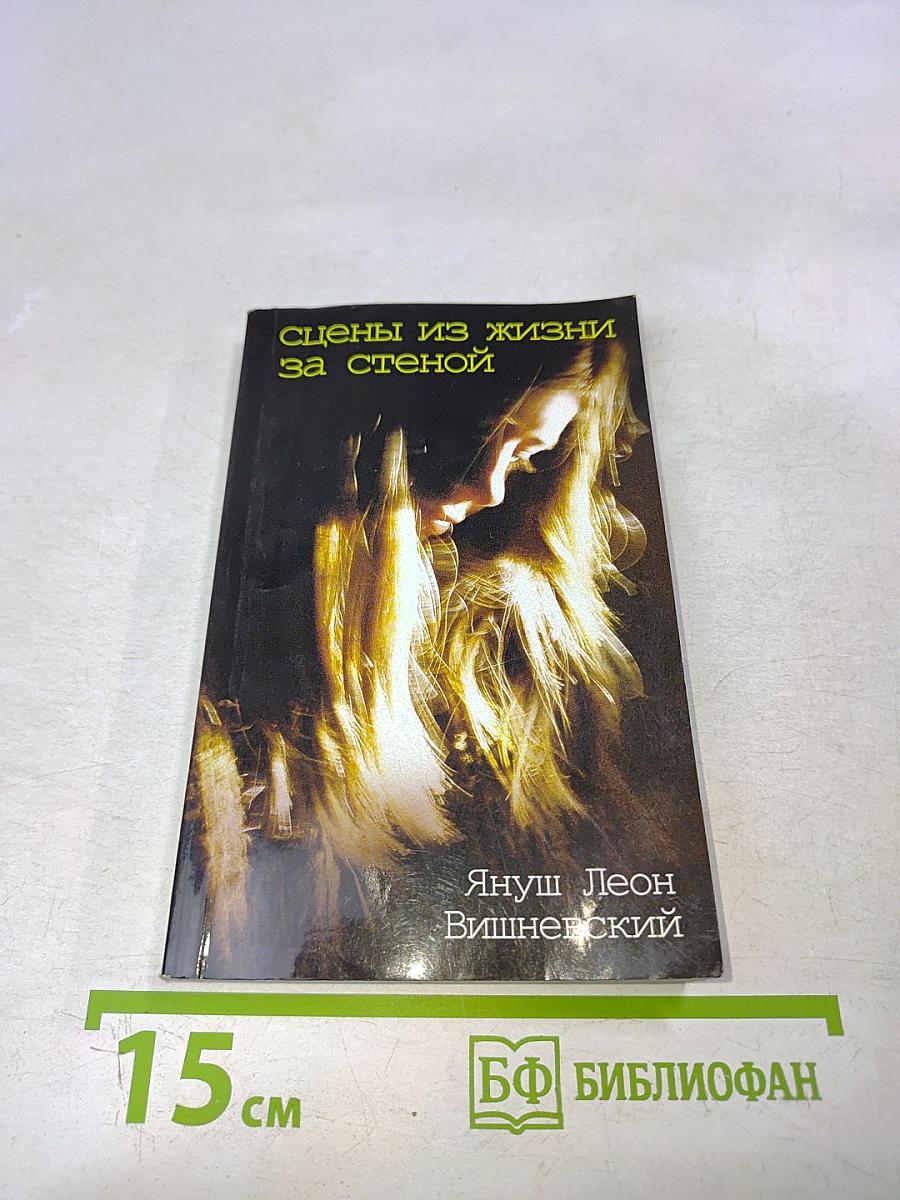 сцены из жизни
за стеной
Януш Леон
Вишневский
15 см
БФ БИБЛИОФАН